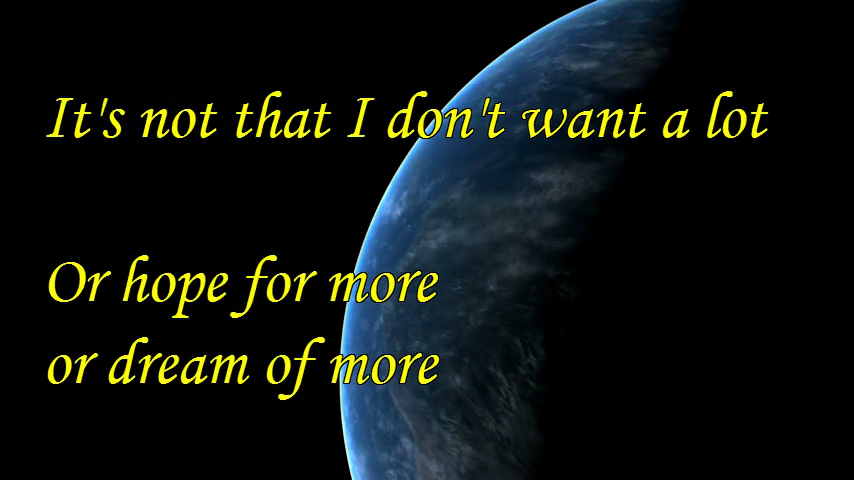 It's not that I don't want a lot
Or hope for more
or dream of more